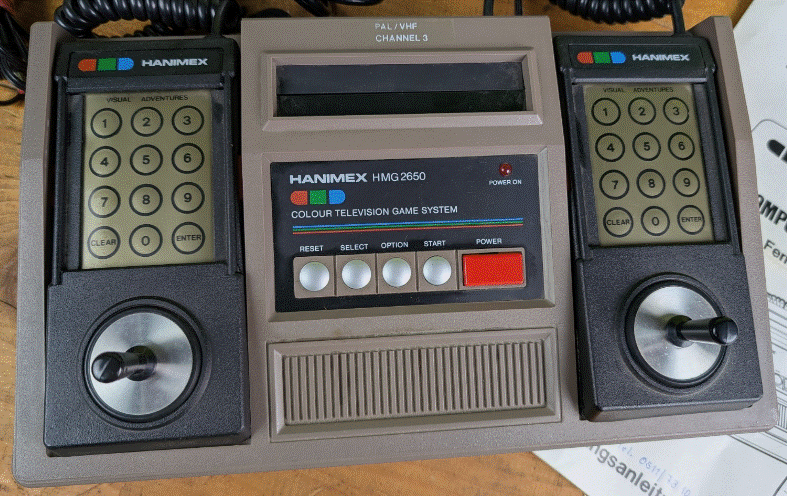 PAL/VHF
CHANNEL 3
HANIMEX
VISUAL ADVENTURES
1 2 3
4 5 6
7 8 9
CLEAR 0 ENTER
HANIMEX HMG 2650
POWER ON
COLOUR TELEVISION GAME SYSTEM
RESET SELECT OPTION START POWER
HANIMEX
VISUAL ADVENTURES
1 2 3
4 5 6
7 8 9
CLEAR 0 ENTER